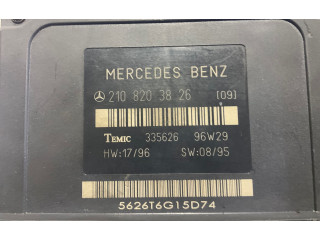 MERCEDES BENZ
210 820 38 26 [09]
TEMIC 335626 96W29
HW:17/96 SW:08/95
5626T6G15D74